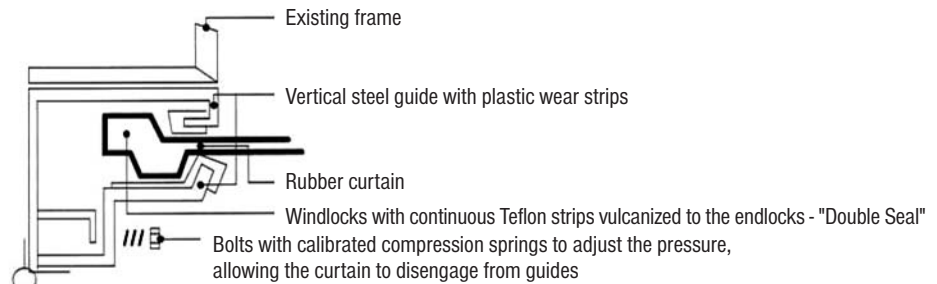 Existing frame
Vertical steel guide with plastic wear strips
Rubber curtain
Windlocks with continuous Teflon strips vulcanized to the endlocks - "Double Seal"
Bolts with calibrated compression springs to adjust the pressure,
allowing the curtain to disengage from guides